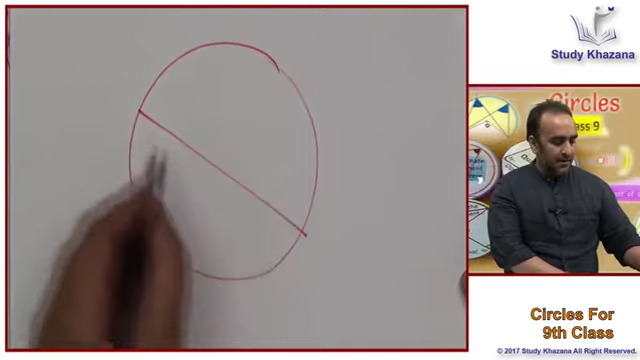 Study Khazana
Circles
Class 9
Circles For
9th Class
© 2017 Study Khazana All Right Reserved.